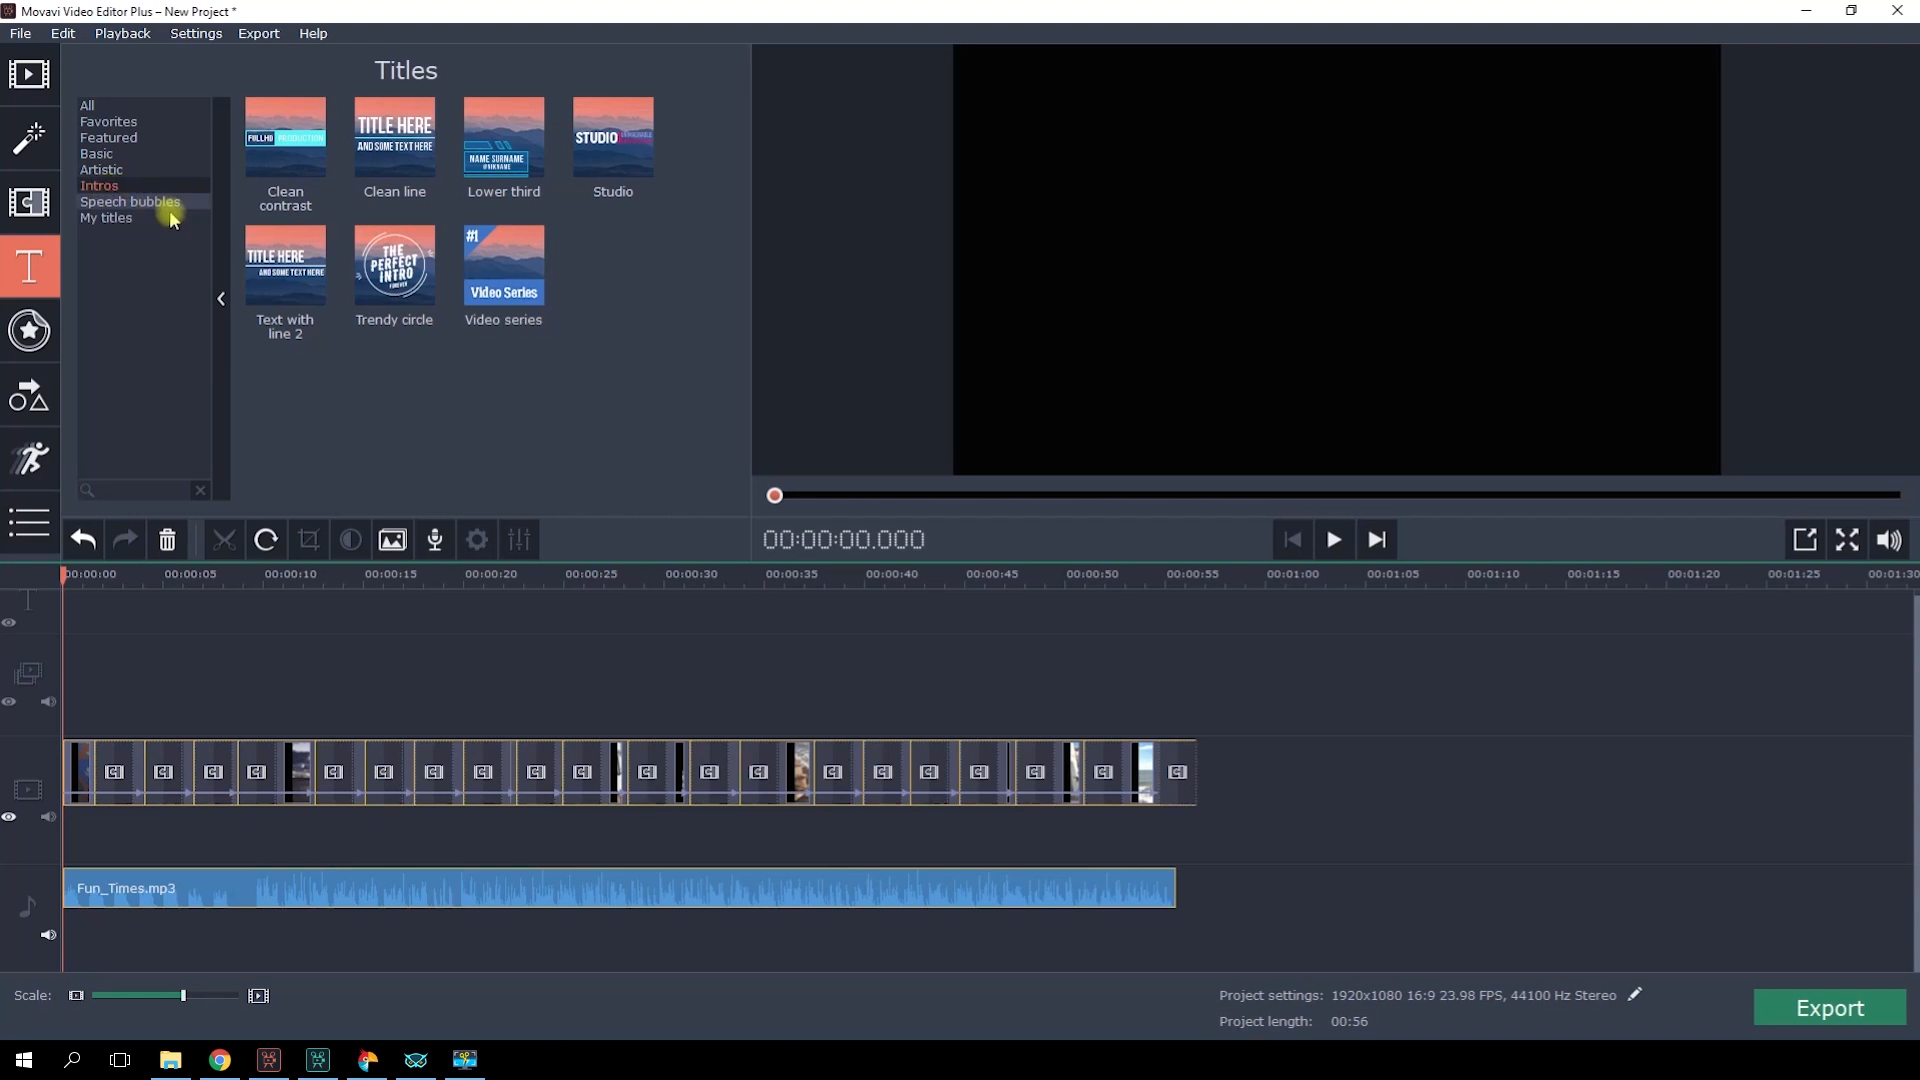 Movavi Video Editor Plus – New Project *
File Edit Playback Settings Export Help
Titles
All
Favorites
Featured
Basic
Artistic
Intros
Speech bubbles
My titles
FULLHD PRODUCTION
TITLE HERE
AND SOME TEXT HERE
NAME SURNAME
STUDIO
Clean contrast
Clean line
Lower third
Studio
TITLE HERE
AND SOME TEXT HERE
THE
PERFECT
INTRO
FOREVER
#1
Video Series
Text with line 2
Trendy circle
Video series
00:00:00.000
00:00:00 00:00:05 00:00:10 00:00:15 00:00:20 00:00:25 00:00:30 00:00:35 00:00:40 00:00:45 00:00:50 00:00:55 00:01:00 00:01:05 00:01:10 00:01:15 00:01:20 00:01:25 00:01:30
Fun_Times.mp3
Scale:
Project settings: 1920x1080 16:9 23.98 FPS, 44100 Hz Stereo
Project length: 00:56
Export